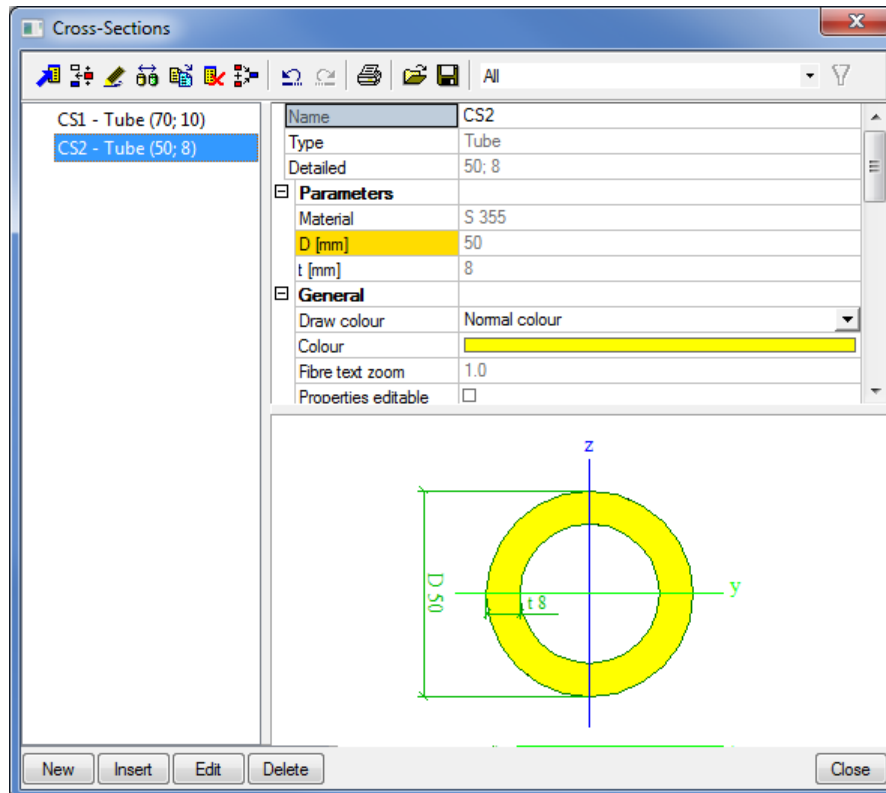 Cross-Sections
All
CS1 - Tube (70; 10)
CS2 - Tube (50; 8)
Name CS2
Type Tube
Detailed 50; 8
Parameters
Material S 355
D [mm] 50
t [mm] 8
General
Draw colour Normal colour
Colour
Fibre text zoom 1.0
Properties editable
z
D 50
t 8
y
New Insert Edit Delete Close